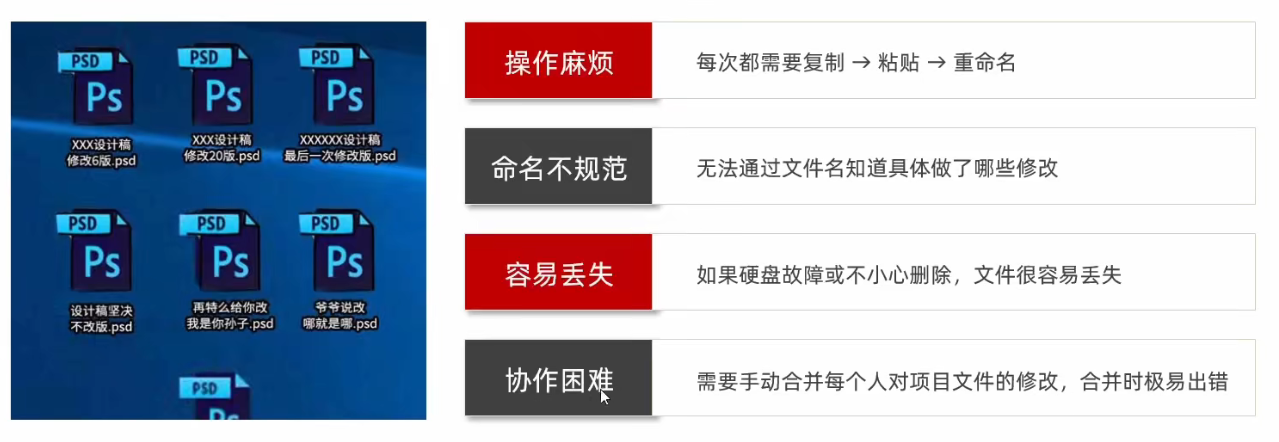 PSD
Ps
XXX设计稿
修改6版.psd
PSD
Ps
XXX设计稿
修改20版.psd
PSD
Ps
XXXXXX设计稿
最后一次修改版.psd
PSD
Ps
设计稿坚决
不改版.psd
PSD
Ps
再特么给你改
我是你孙子.psd
PSD
Ps
爷爷说改
哪就是哪.psd
PSD
Ps
操作麻烦
每次都需要复制 → 粘贴 → 重命名
命名不规范
无法通过文件名知道具体做了哪些修改
容易丢失
如果硬盘故障或不小心删除，文件很容易丢失
协作困难
需要手动合并每个人对项目文件的修改，合并时极易出错